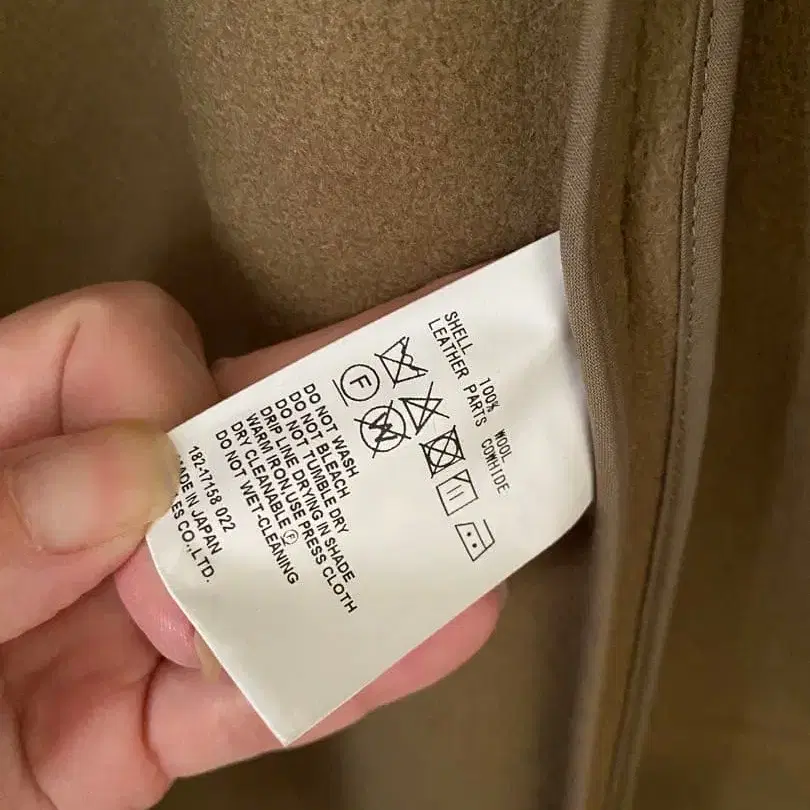 SHELL 100% WOOL
LEATHER PARTS COWHIDE
F
W
DO NOT WASH
DO NOT BLEACH
DO NOT TUMBLE DRY
DRIP LINE DRYING IN SHADE
WARM IRON USE PRESS CLOTH
DRY CLEANABLE Ⓕ
DO NOT WET-CLEANING
182-17158 022
MADE IN JAPAN
LES CO.,LTD.